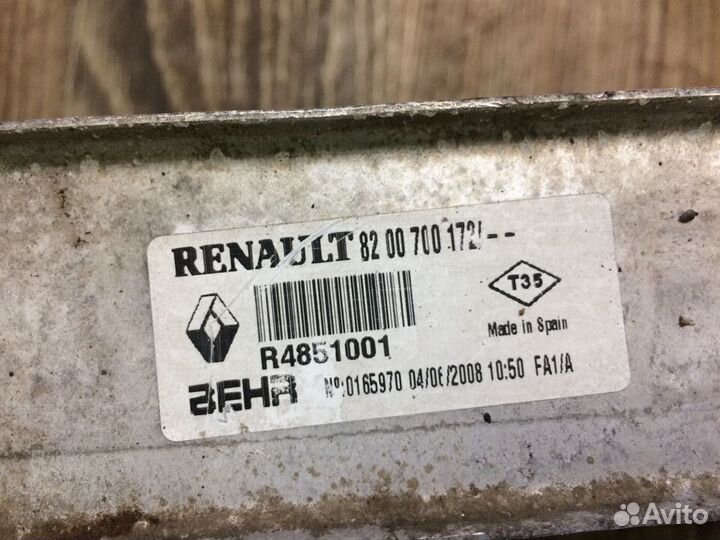 RENAULT 82 00 700 172/--
T35
Made in Spain
R4851001
BEHR Nº:0165970 04/06/2008 10:50 FA1/A
Avito